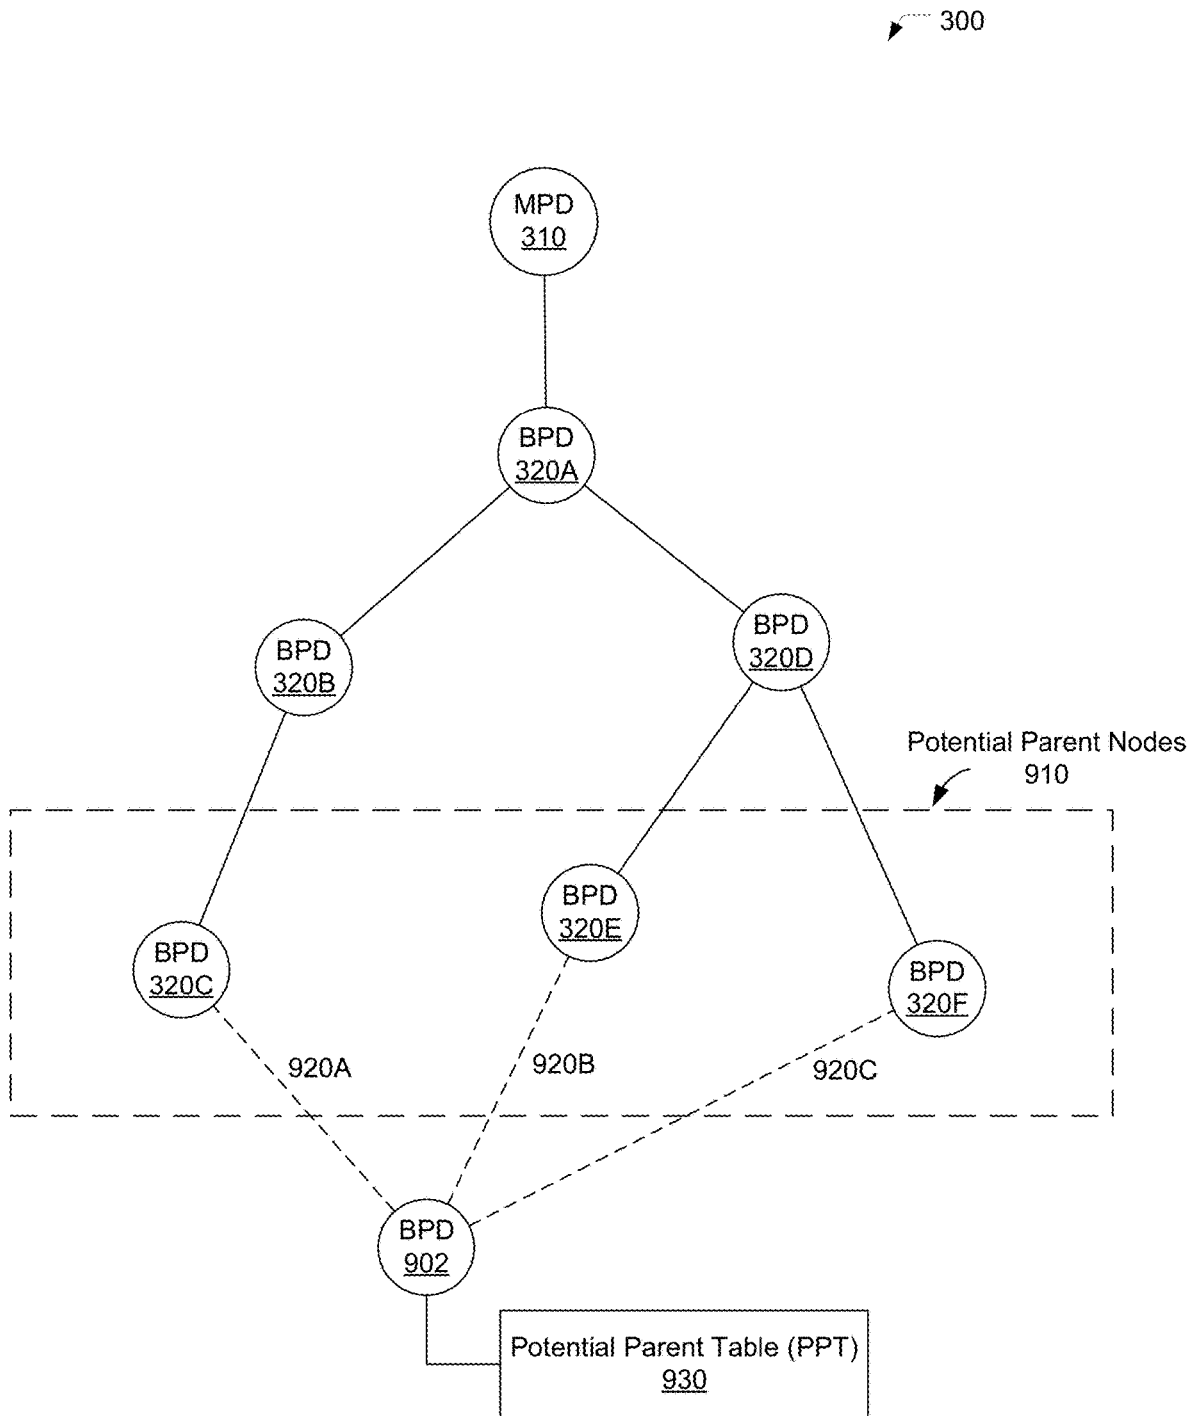 300
MPD
310
BPD
320A
BPD
320B
BPD
320D
Potential Parent Nodes
910
BPD
320C
BPD
320E
BPD
320F
920A
920B
920C
BPD
902
Potential Parent Table (PPT)
930